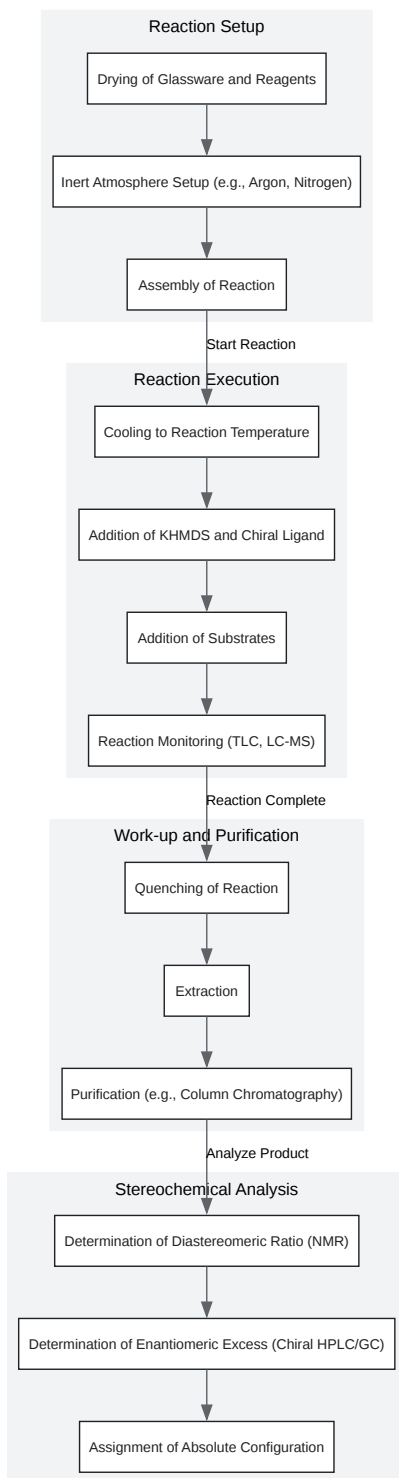 Reaction Setup
Drying of Glassware and Reagents
Inert Atmosphere Setup (e.g., Argon, Nitrogen)
Assembly of Reaction
Start Reaction
Reaction Execution
Cooling to Reaction Temperature
Addition of KHMDS and Chiral Ligand
Addition of Substrates
Reaction Monitoring (TLC, LC-MS)
Reaction Complete
Work-up and Purification
Quenching of Reaction
Extraction
Purification (e.g., Column Chromatography)
Analyze Product
Stereochemical Analysis
Determination of Diastereomeric Ratio (NMR)
Determination of Enantiomeric Excess (Chiral HPLC/GC)
Assignment of Absolute Configuration